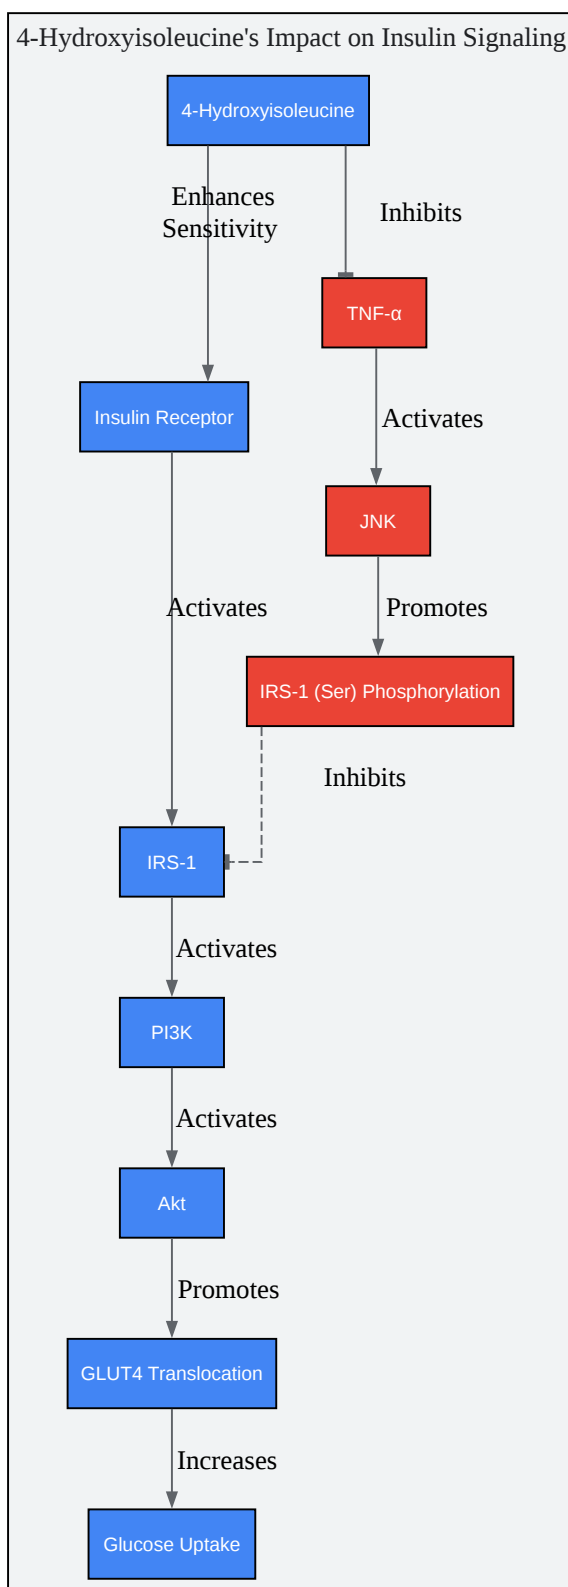 4-Hydroxyisoleucine's Impact on Insulin Signaling
4-Hydroxyisoleucine
Enhances
Sensitivity
Inhibits
TNF-α
Insulin Receptor
Activates
JNK
Activates
Promotes
IRS-1 (Ser) Phosphorylation
Inhibits
IRS-1
Activates
PI3K
Activates
Akt
Promotes
GLUT4 Translocation
Increases
Glucose Uptake